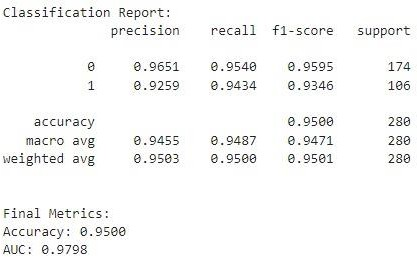 Classification Report:
precision recall f1-score support
0 0.9651 0.9540 0.9595 174
1 0.9259 0.9434 0.9346 106
accuracy 0.9500 280
macro avg 0.9455 0.9487 0.9471 280
weighted avg 0.9503 0.9500 0.9501 280
Final Metrics:
Accuracy: 0.9500
AUC: 0.9798